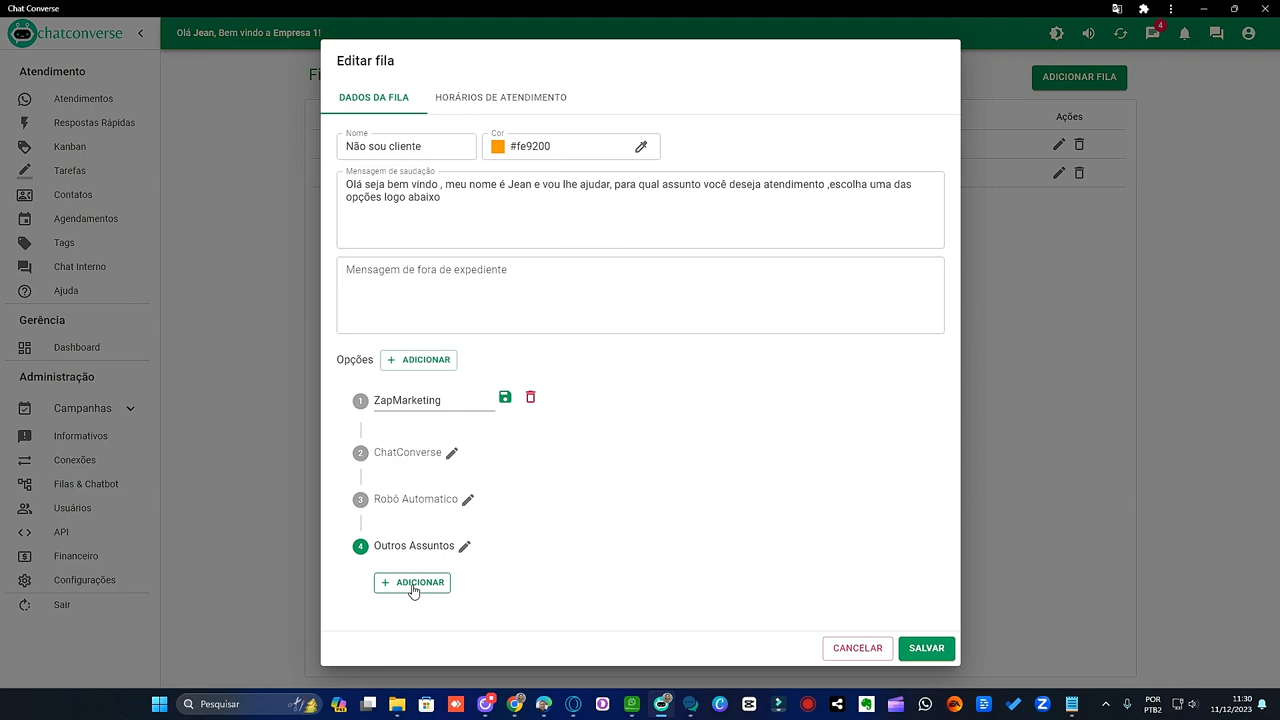 Chat Converse
chatconverse
Olá Jean, Bem vindo a Empresa 1!
4
Atendimento
Atendimentos
Respostas Rápidas
Kanban
Tarefas
Contatos
Agendamentos
Tags
Chat Interno
Ajuda
Gerência
Dashboard
Administração
Campanhas
Informativos
Conexões
Filas & Chatbot
Usuários
API
Financeiro
Configurações
Sair
Fi
ADICIONAR FILA
Ações
Editar fila
DADOS DA FILA
HORÁRIOS DE ATENDIMENTO
Nome
Não sou cliente
Cor
#fe9200
Mensagem de saudação
Olá seja bem vindo , meu nome é Jean e vou lhe ajudar, para qual assunto você deseja atendimento ,escolha uma das
opções logo abaixo
Mensagem de fora de expediente
Opções
+ ADICIONAR
1 ZapMarketing
2 ChatConverse
3 Robô Automatico
4 Outros Assuntos
+ ADICIONAR
CANCELAR
SALVAR
Pesquisar
POR
PTB2
11:30
11/12/2023